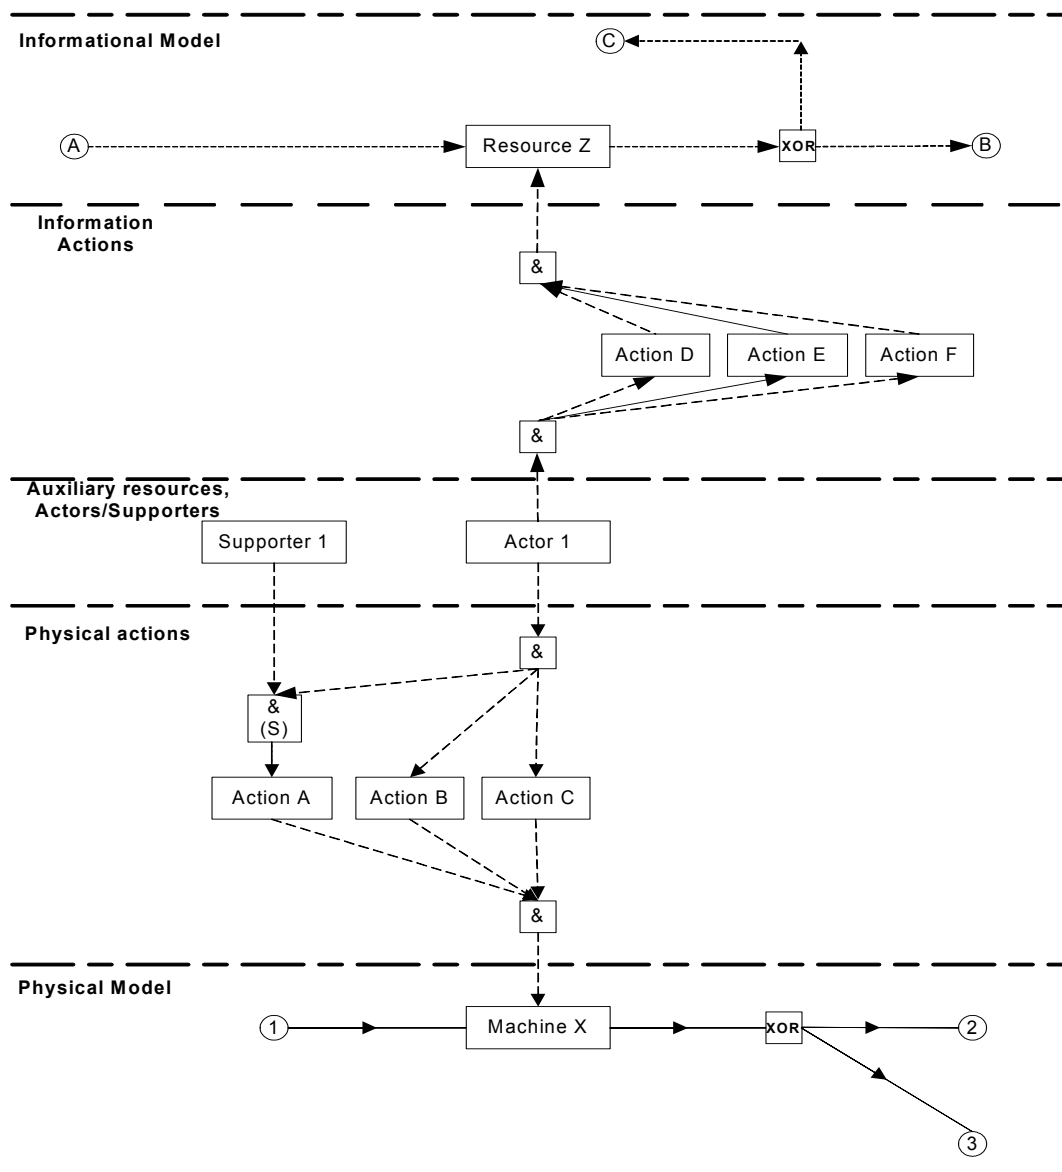 Informational Model
C
A
Resource Z
XOR
B
Information
Actions
&
Action D
Action E
Action F
&
Auxiliary resources,
Actors/Supporters
Supporter 1
Actor 1
Physical actions
&
&
(S)
Action A
Action B
Action C
&
Physical Model
1
Machine X
XOR
2
3